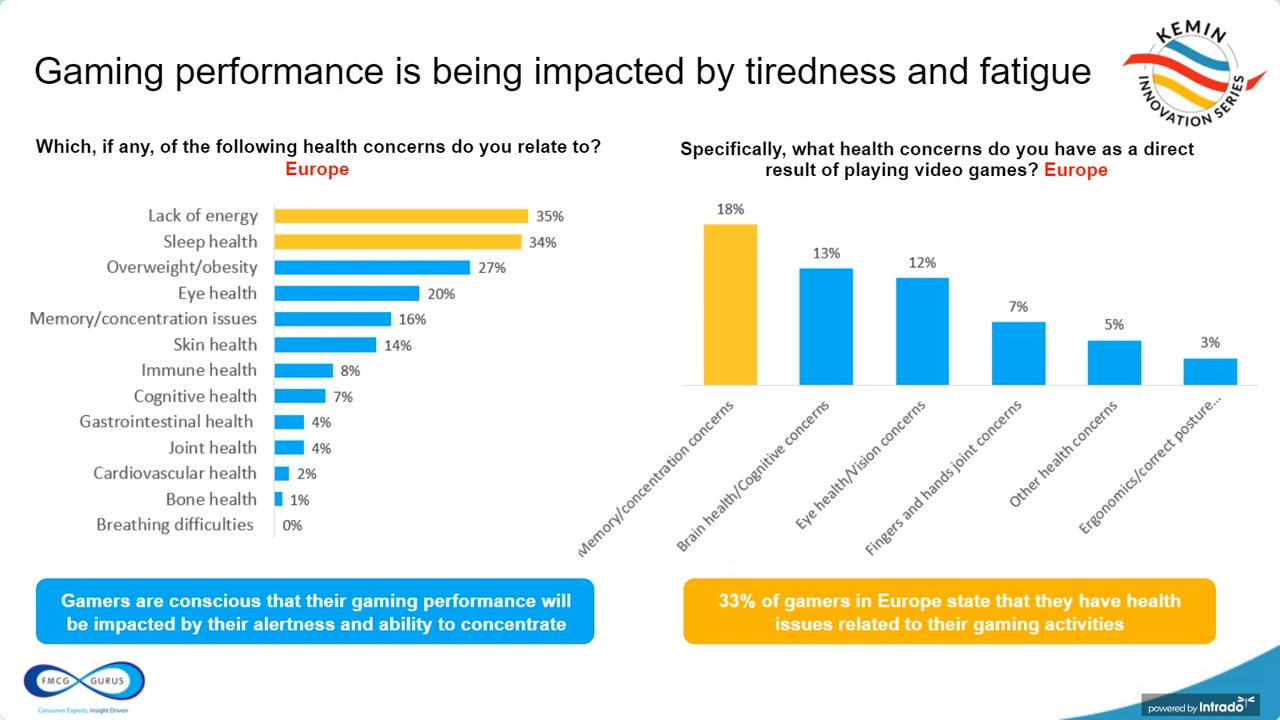 Gaming performance is being impacted by tiredness and fatigue
KEMIN
INNOVATION SERIES
Which, if any, of the following health concerns do you relate to?
Europe
Lack of energy 35%
Sleep health 34%
Overweight/obesity 27%
Eye health 20%
Memory/concentration issues 16%
Skin health 14%
Immune health 8%
Cognitive health 7%
Gastrointestinal health 4%
Joint health 4%
Cardiovascular health 2%
Bone health 1%
Breathing difficulties 0%
Gamers are conscious that their gaming performance will
be impacted by their alertness and ability to concentrate
Specifically, what health concerns do you have as a direct
result of playing video games? Europe
18%
13%
12%
7%
5%
3%
Memory/concentration concerns
Brain health/Cognitive concerns
Eye health/Vision concerns
Fingers and hands joint concerns
Other health concerns
Ergonomics/correct posture...
33% of gamers in Europe state that they have health
issues related to their gaming activities
FMCG GURUS
Consumer Experts, Insight Driven
powered by Intrado